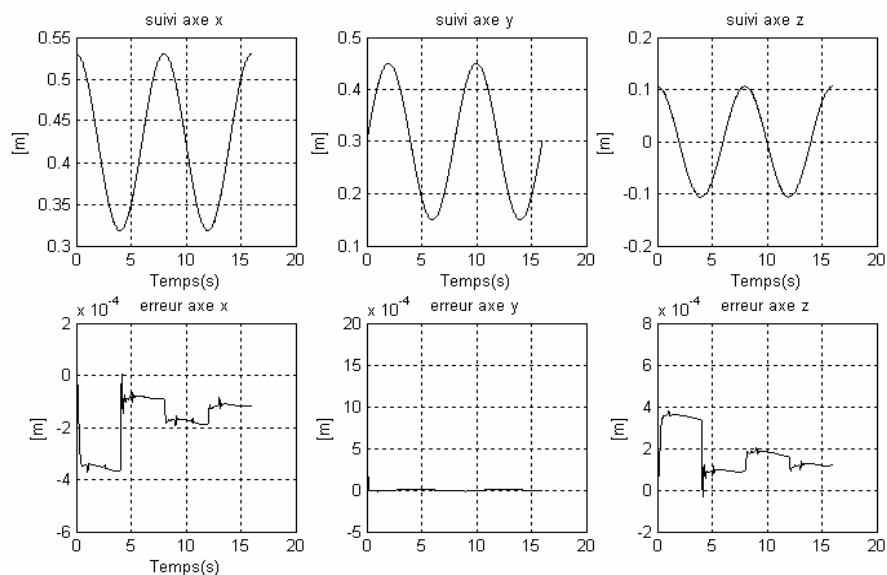 suivi axe x
0.55
0.5
0.45
0.4
0.35
0.3
[m]
0 5 10 15 20
Temps(s)
suivi axe y
0.5
0.4
0.3
0.2
0.1
[m]
0 5 10 15 20
Temps(s)
suivi axe z
0.2
0.1
0
-0.1
-0.2
[m]
0 5 10 15 20
Temps(s)
x 10^-4
erreur axe x
2
0
-2
-4
-6
[m]
0 5 10 15 20
Temps(s)
x 10^-4
erreur axe y
20
15
10
5
0
-5
[m]
0 5 10 15 20
x 10^-4
erreur axe z
8
6
4
2
0
-2
[m]
0 5 10 15 20